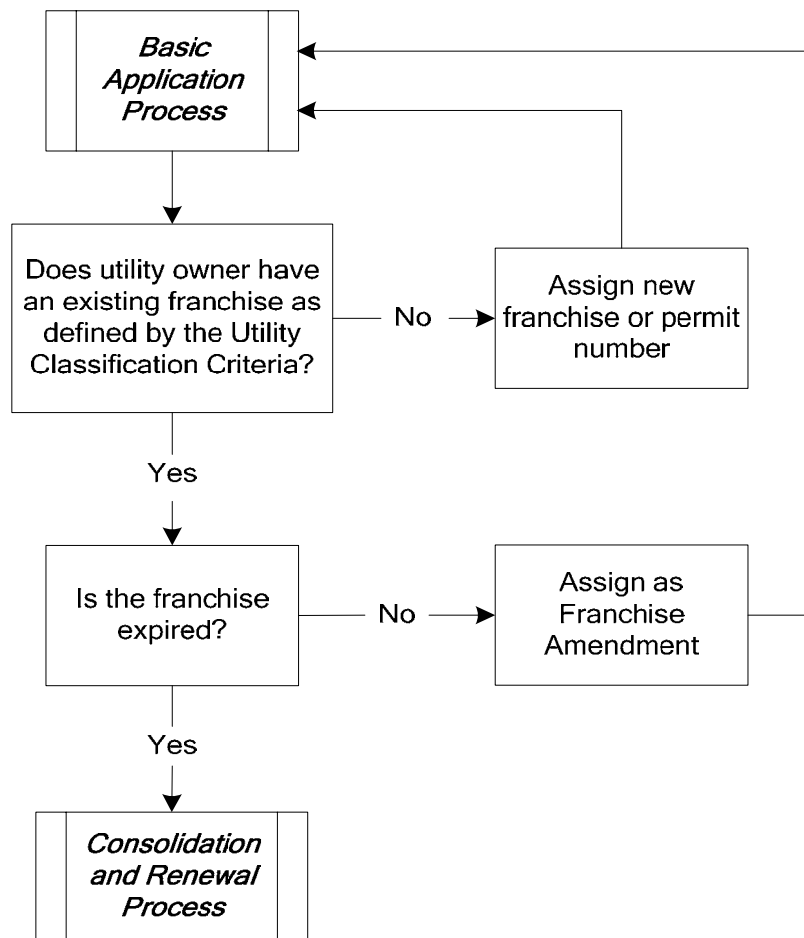 Basic
Application
Process
Does utility owner have
an existing franchise as
defined by the Utility
Classification Criteria?
No
Assign new
franchise or permit
number
Yes
Is the franchise
expired?
No
Assign as
Franchise
Amendment
Yes
Consolidation
and Renewal
Process